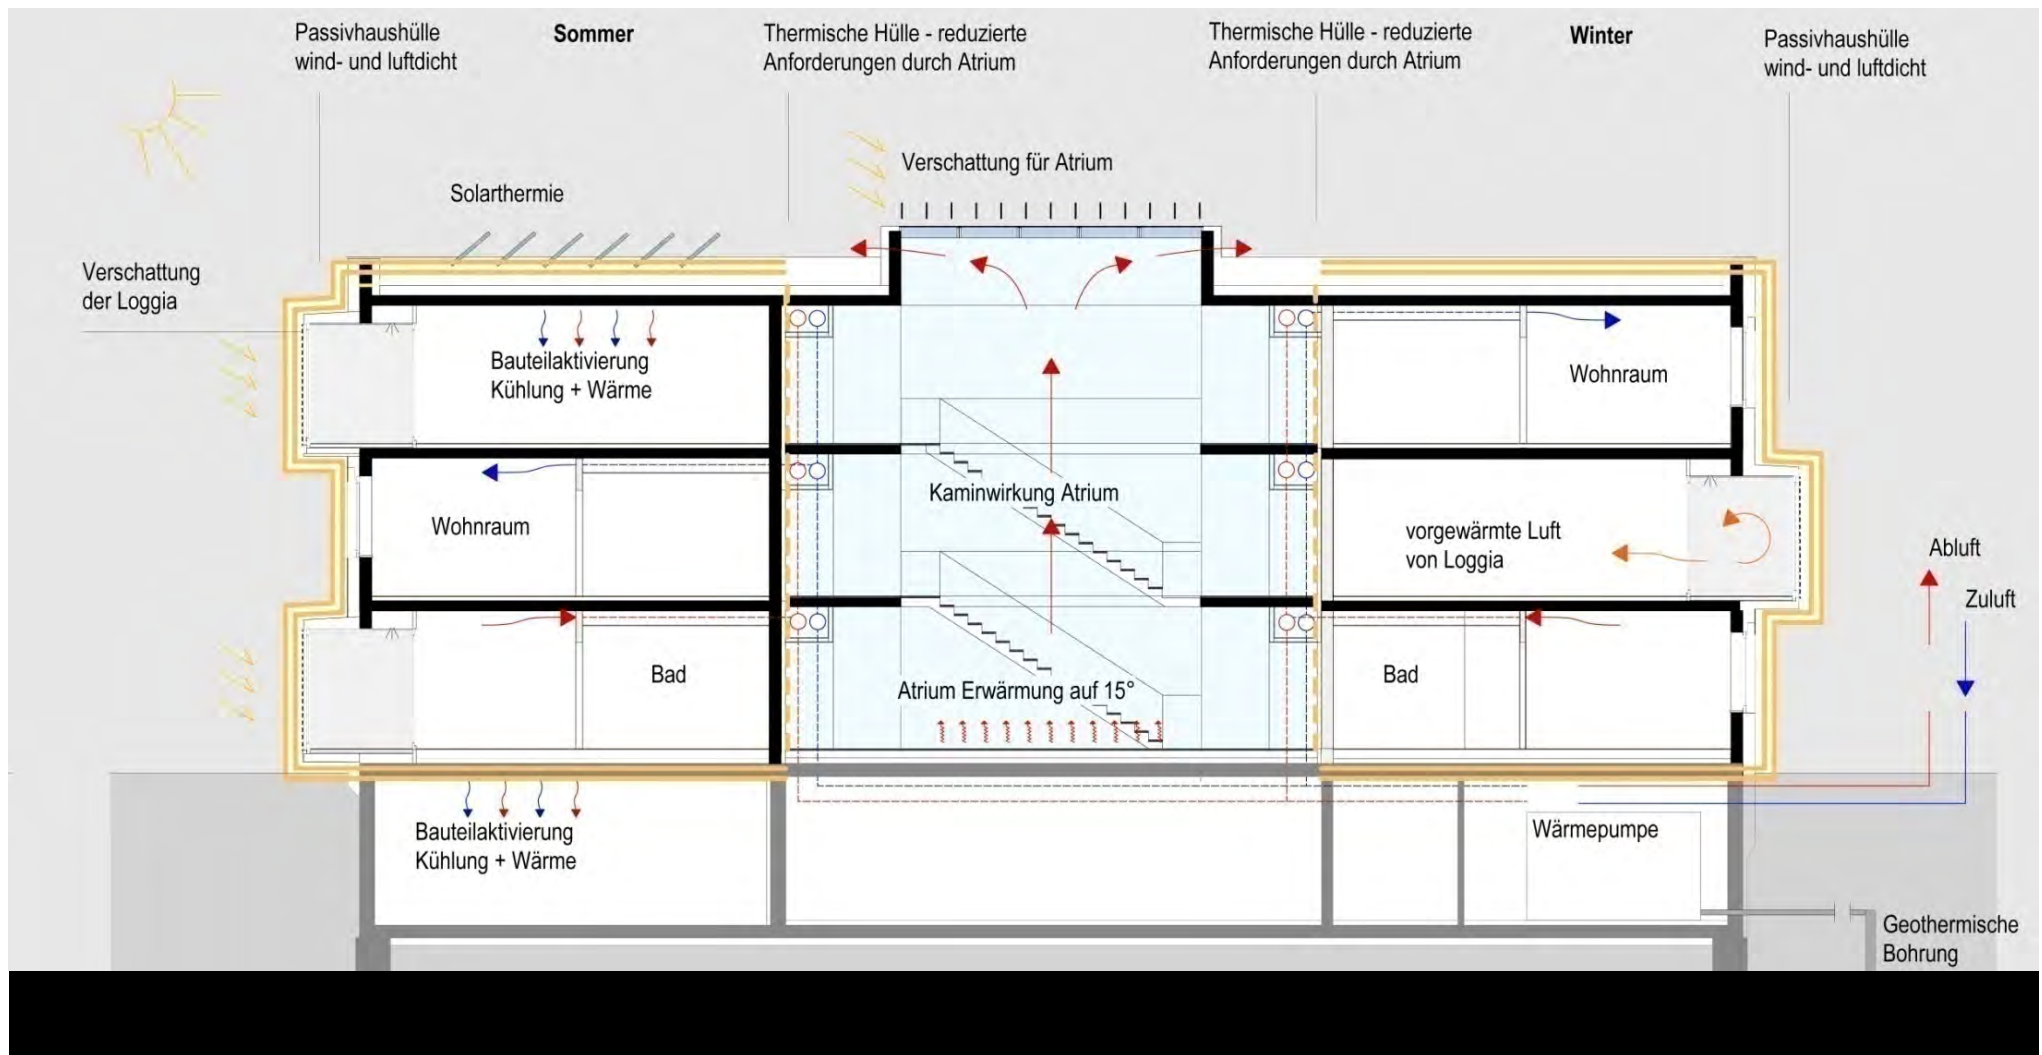 Passivhaushülle
wind- und luftdicht
Sommer
Thermische Hülle - reduzierte
Anforderungen durch Atrium
Thermische Hülle - reduzierte
Anforderungen durch Atrium
Winter
Passivhaushülle
wind- und luftdicht
Verschattung für Atrium
Solarthermie
Verschattung
der Loggia
Bauteilaktivierung
Kühlung + Wärme
Wohnraum
Kaminwirkung Atrium
Wohnraum
vorgewärmte Luft
von Loggia
Abluft
Zuluft
Bad
Atrium Erwärmung auf 15°
Bad
Bauteilaktivierung
Kühlung + Wärme
Wärmepumpe
Geothermische
Bohrung